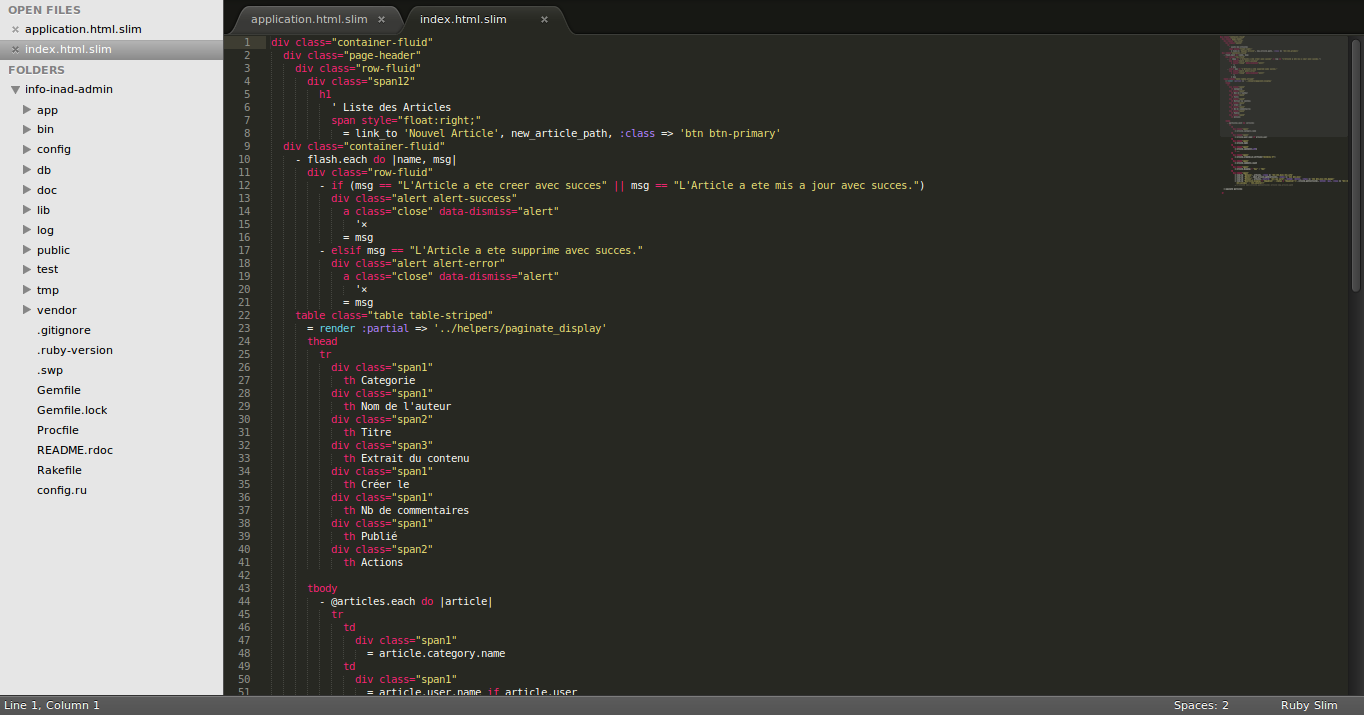 OPEN FILES
× application.html.slim
× index.html.slim
FOLDERS
info-inad-admin
app
bin
config
db
doc
lib
log
public
test
tmp
vendor
.gitignore
.ruby-version
.swp
Gemfile
Gemfile.lock
Procfile
README.rdoc
Rakefile
config.ru
application.html.slim × index.html.slim ×
1 div class="container-fluid"
2 div class="page-header"
3 div class="row-fluid"
4 div class="span12"
5 h1
6 ' Liste des Articles
7 span style="float:right;"
8 = link_to 'Nouvel Article', new_article_path, :class => 'btn btn-primary'
9 div class="container-fluid"
10 - flash.each do |name, msg|
11 div class="row-fluid"
12 - if (msg == "L'Article a ete creer avec succes" || msg == "L'Article a ete mis a jour avec succes.")
13 div class="alert alert-success"
14 a class="close" data-dismiss="alert"
15 '×
16 = msg
17 - elsif msg == "L'Article a ete supprime avec succes."
18 div class="alert alert-error"
19 a class="close" data-dismiss="alert"
20 '×
21 = msg
22 table class="table table-striped"
23 = render :partial => '../helpers/paginate_display'
24 thead
25 tr
26 div class="span1"
27 th Categorie
28 div class="span1"
29 th Nom de l'auteur
30 div class="span2"
31 th Titre
32 div class="span3"
33 th Extrait du contenu
34 div class="span1"
35 th Créer le
36 div class="span1"
37 th Nb de commentaires
38 div class="span1"
39 th Publié
40 div class="span2"
41 th Actions
42
43 tbody
44 - @articles.each do |article|
45 tr
46 td
47 div class="span1"
48 = article.category.name
49 td
50 div class="span1"
51 = article.user.name if article.user
Line 1, Column 1 Spaces: 2 Ruby Slim